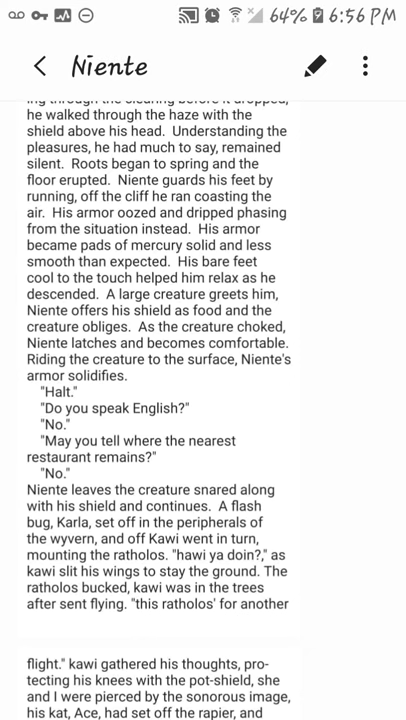 64% 6:56 PM
Niente
ing through the clearing before it dropped,
he walked through the haze with the
shield above his head. Understanding the
pleasures, he had much to say, remained
silent. Roots began to spring and the
floor erupted. Niente guards his feet by
running, off the cliff he ran coasting the
air. His armor oozed and dripped phasing
from the situation instead. His armor
became pads of mercury solid and less
smooth than expected. His bare feet
cool to the touch helped him relax as he
descended. A large creature greets him,
Niente offers his shield as food and the
creature obliges. As the creature choked,
Niente latches and becomes comfortable.
Riding the creature to the surface, Niente's
armor solidifies.
"Halt."
"Do you speak English?"
"No."
"May you tell where the nearest
restaurant remains?"
"No."
Niente leaves the creature snared along
with his shield and continues. A flash
bug, Karla, set off in the peripherals of
the wyvern, and off Kawi went in turn,
mounting the ratholos. "hawi ya doin?," as
kawi slit his wings to stay the ground. The
ratholos bucked, kawi was in the trees
after sent flying. "this ratholos' for another
flight." kawi gathered his thoughts, pro-
tecting his knees with the pot-shield, she
and I were pierced by the sonorous image,
his kat, Ace, had set off the rapier, and